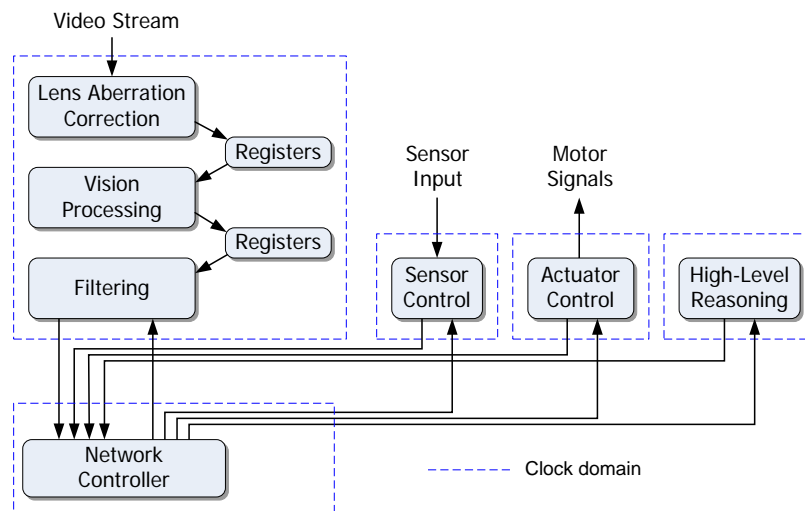 Video Stream
Lens Aberration
Correction
Registers
Vision
Processing
Registers
Filtering
Sensor
Input
Motor
Signals
Sensor
Control
Actuator
Control
High-Level
Reasoning
Network
Controller
Clock domain